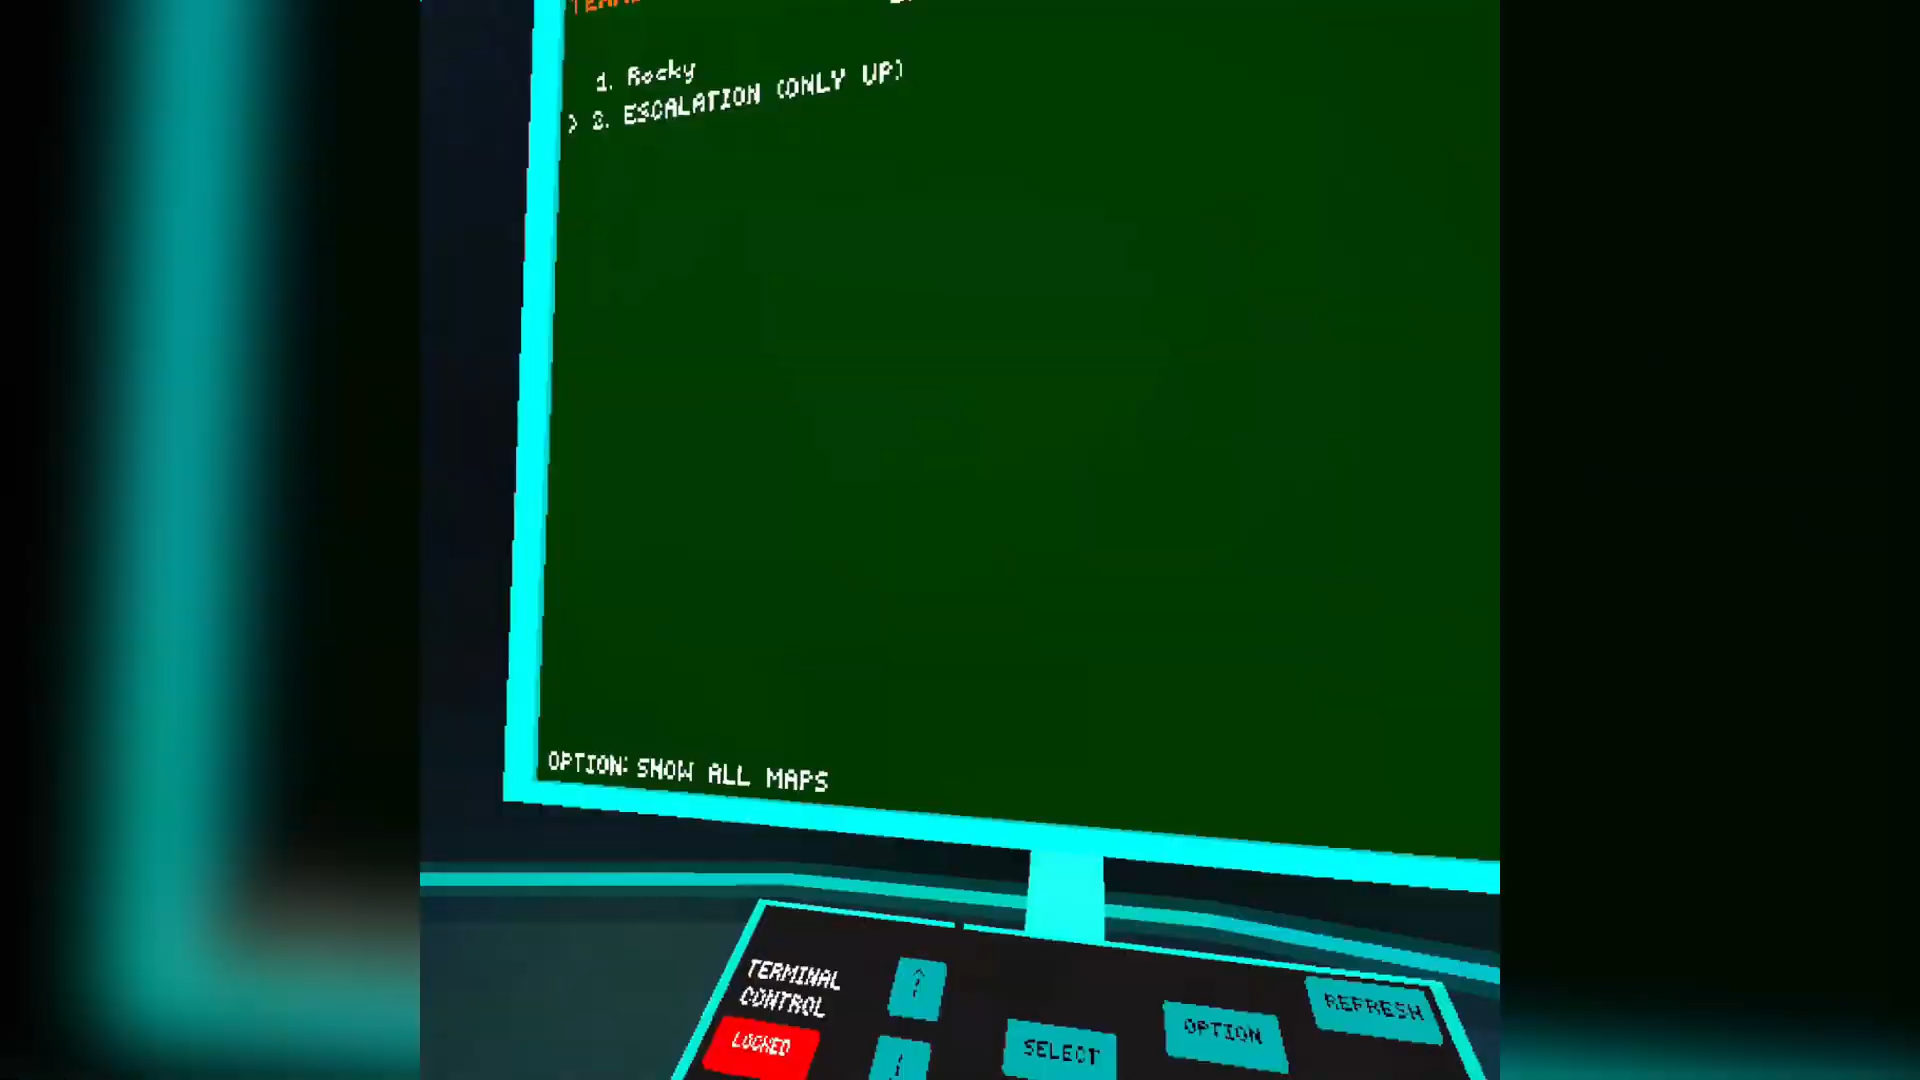 1. Rocky
> 2. ESCALATION (ONLY UP)
OPTION: SHOW ALL MAPS
TERMINAL
CONTROL
LOCKED
SELECT
OPTION
REFRESH